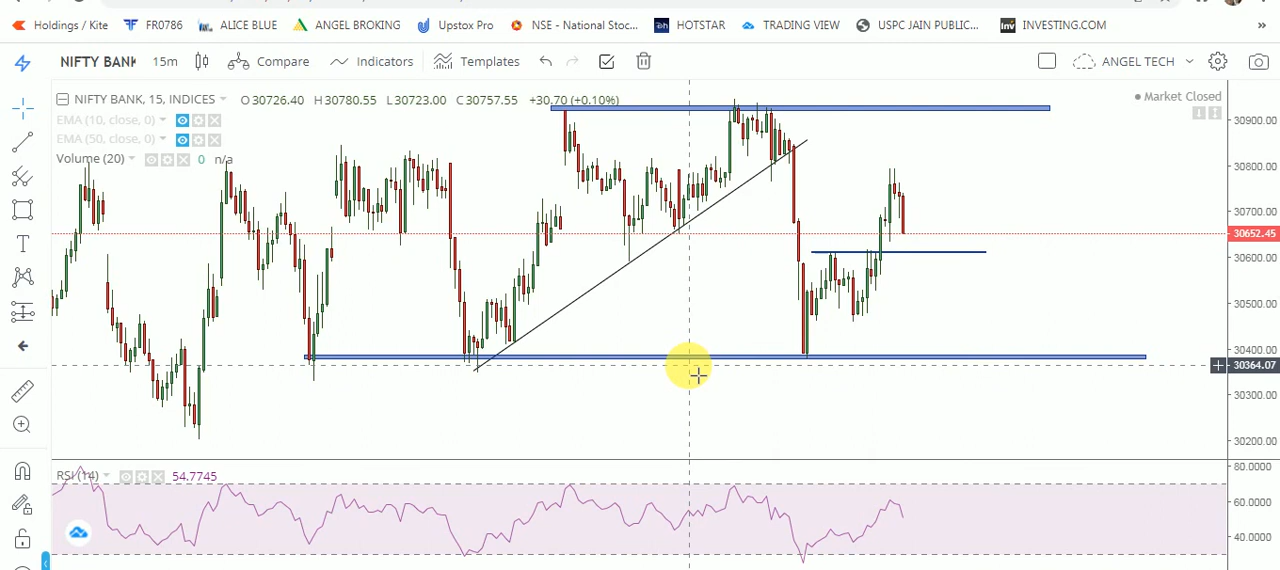 Holdings / Kite FR0786 ALICE BLUE ANGEL BROKING Upstox Pro NSE - National Stoc... HOTSTAR TRADING VIEW USPC JAIN PUBLIC... INVESTING.COM »
NIFTY BANK 15m Compare Indicators Templates ANGEL TECH
NIFTY BANK, 15, INDICES O 30726.40 H 30780.55 L 30723.00 C 30757.55 +30.70 (+0.10%) Market Closed
EMA (10, close, 0)
EMA (50, close, 0)
Volume (20) 0 n/a
30900.00
30800.00
30700.00
30652.45
30600.00
30500.00
30400.00
30364.07
30300.00
30200.00
RSI (14) 54.7745
80.0000
60.0000
40.0000